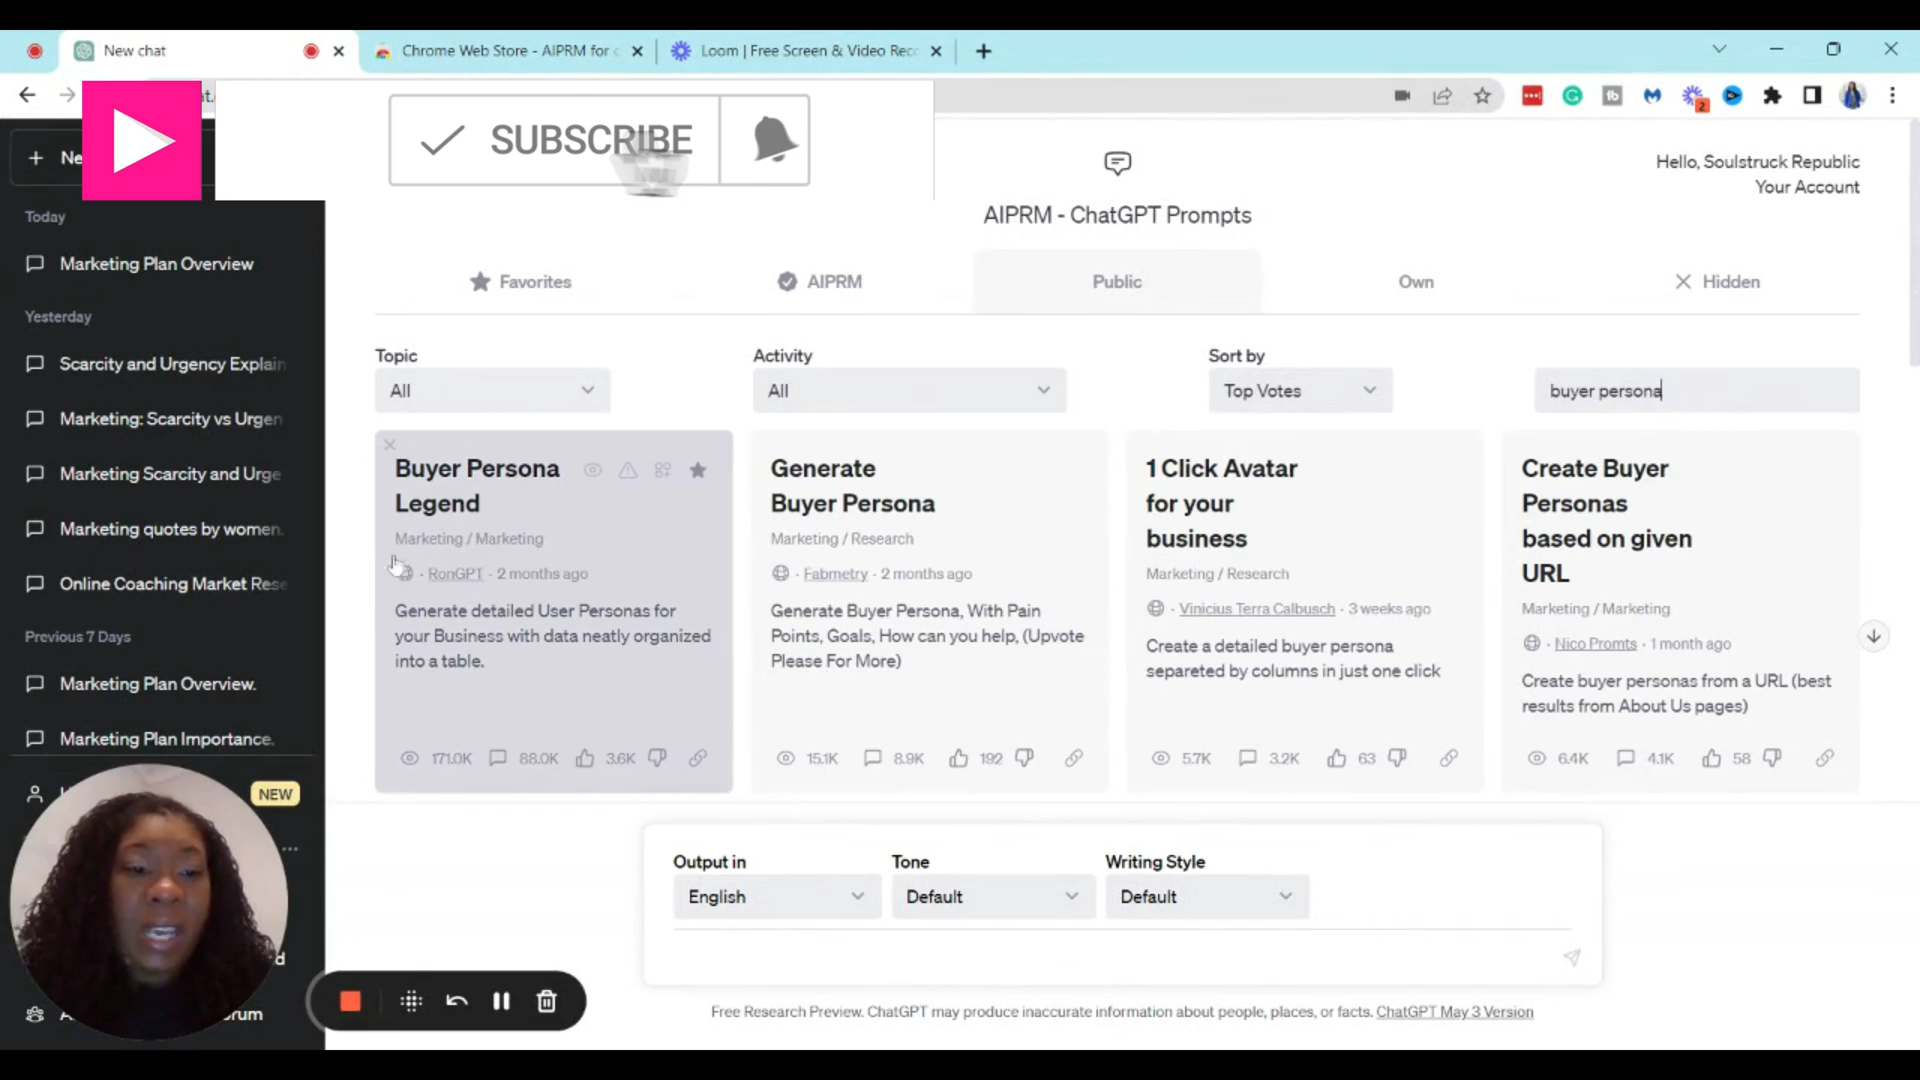 New chat
Chrome Web Store - AIPRM for c
Loom | Free Screen & Video Rec
SUBSCRIBE
2
Hello, Soulstruck Republic
Your Account
Today
AIPRM - ChatGPT Prompts
Marketing Plan Overview
Favorites
AIPRM
Public
Own
Hidden
Yesterday
Scarcity and Urgency Explain
Marketing: Scarcity vs Urgen
Marketing Scarcity and Urge
Marketing quotes by women.
Online Coaching Market Rese
Previous 7 Days
Marketing Plan Overview.
Marketing Plan Importance.
NEW
Topic
All
Activity
All
Sort by
Top Votes
buyer persona
Buyer Persona
Legend
Marketing / Marketing
· RonGPT · 2 months ago
Generate detailed User Personas for
your Business with data neatly organized
into a table.
171.0K
88.0K
3.6K
Generate
Buyer Persona
Marketing / Research
· Fabmetry · 2 months ago
Generate Buyer Persona, With Pain
Points, Goals, How can you help, (Upvote
Please For More)
15.1K
8.9K
192
1 Click Avatar
for your
business
Marketing / Research
· Vinicius Terra Calbusch · 3 weeks ago
Create a detailed buyer persona
separeted by columns in just one click
5.7K
3.2K
63
Create Buyer
Personas
based on given
URL
Marketing / Marketing
· Nico Promts · 1 month ago
Create buyer personas from a URL (best
results from About Us pages)
6.4K
4.1K
58
Output in
English
Tone
Default
Writing Style
Default
Free Research Preview. ChatGPT may produce inaccurate information about people, places, or facts. ChatGPT May 3 Version